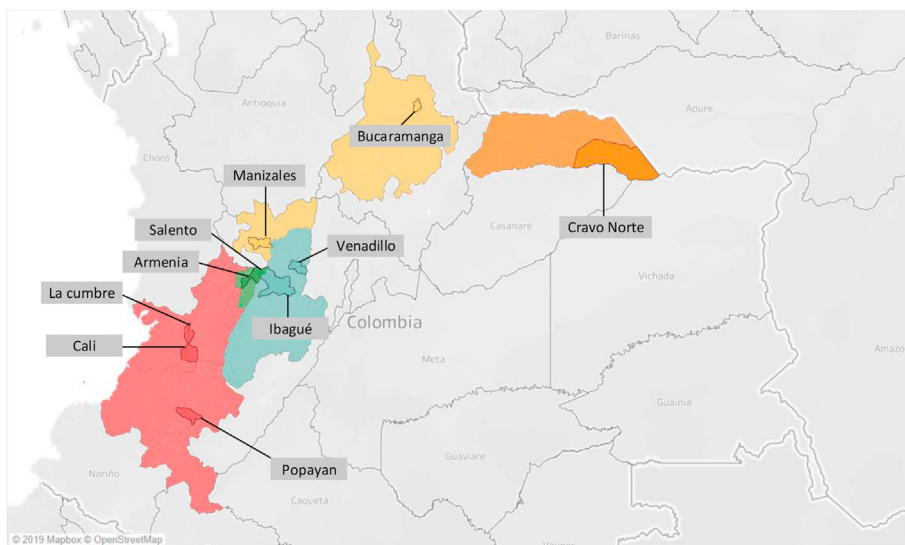 Barinas
Antioquia
Apure
Bucaramanga
Chocó
Manizales
Salento
Casanare
Cravo Norte
Venadillo
Armenia
Vichada
La cumbre
Ibagué
Colombia
Cali
Meta
Amazo
Guainía
Guaviare
Popayan
Nariño
Caquetá
© 2019 Mapbox © OpenStreetMap